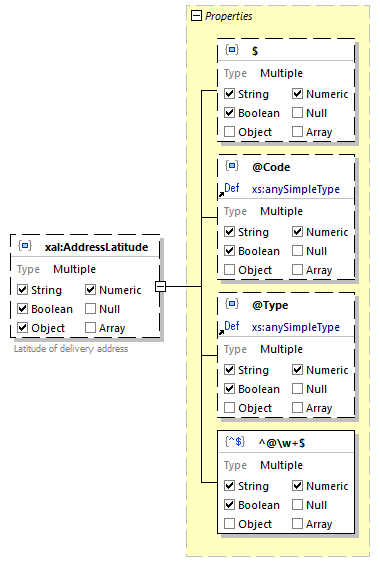 Properties
$
Type Multiple
String Numeric
Boolean Null
Object Array
@Code
Def xs:anySimpleType
Type Multiple
String Numeric
Boolean Null
Object Array
xal:AddressLatitude
Type Multiple
String Numeric
Boolean Null
Object Array
Latitude of delivery address
@Type
Def xs:anySimpleType
Type Multiple
String Numeric
Boolean Null
Object Array
{^$} ^@\w+$
Type Multiple
String Numeric
Boolean Null
Object Array